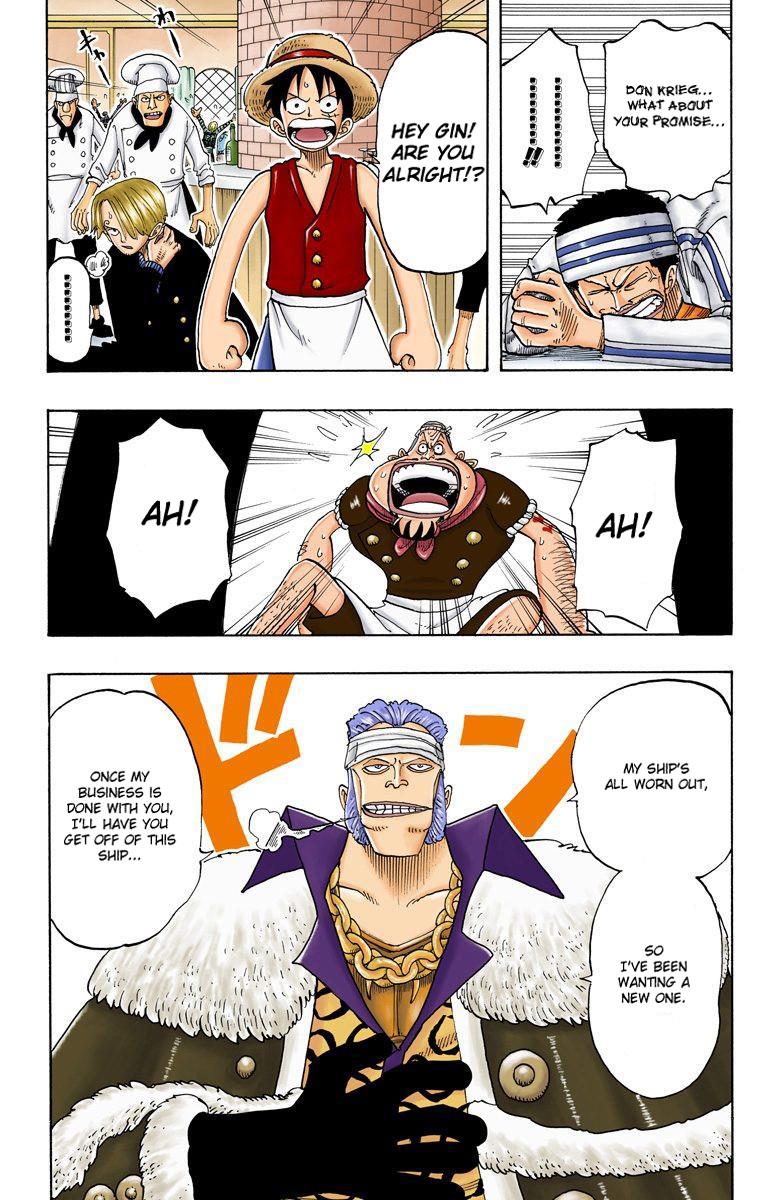 DON KRIEG...
WHAT ABOUT
YOUR PROMISE...
............!!
HEY GIN!
ARE YOU
ALRIGHT!?
............
AH!
AH!
MY SHIP'S
ALL WORN OUT,
SO
I'VE BEEN
WANTING A
NEW ONE.
ONCE MY
BUSINESS IS
DONE WITH YOU,
I'LL HAVE YOU
GET OFF OF THIS
SHIP...
ドン